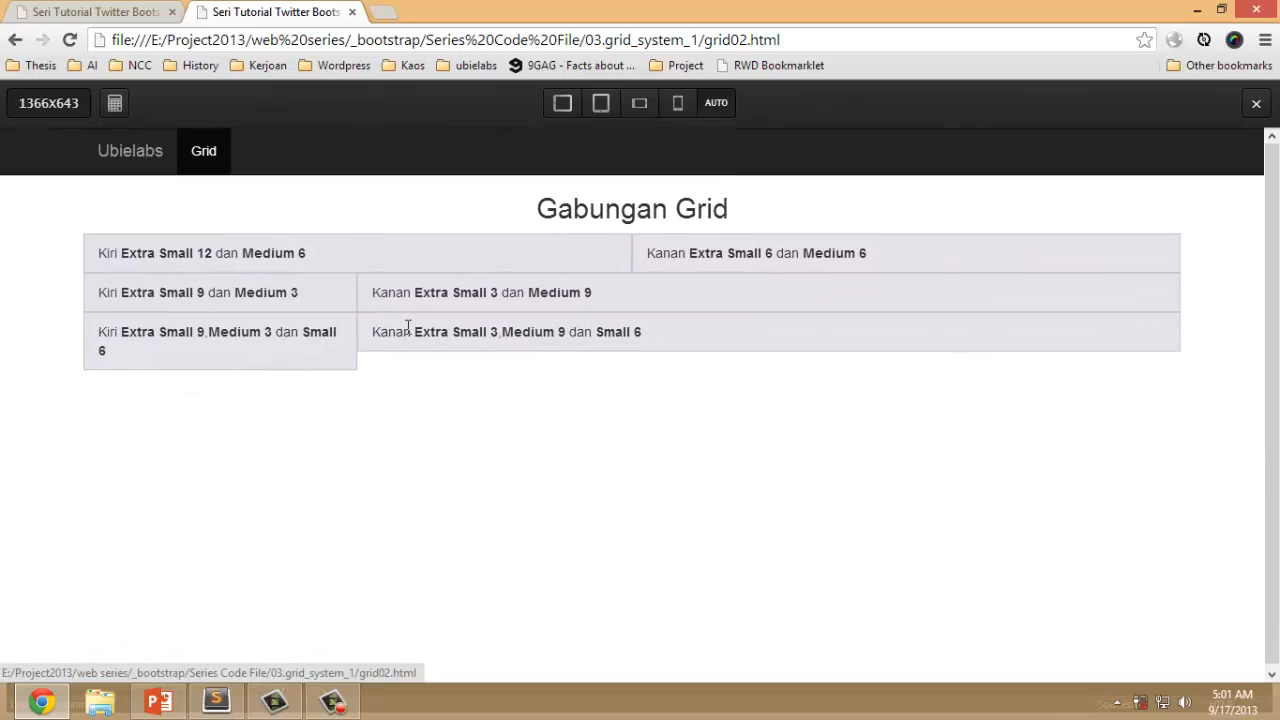 Seri Tutorial Twitter Boots
Seri Tutorial Twitter Boots
file:///E:/Project2013/web%20series/_bootstrap/Series%20Code%20File/03.grid_system_1/grid02.html
Thesis AI NCC History Kerjoan Wordpress Kaos ubielabs 9GAG - Facts about ... Project RWD Bookmarklet Other bookmarks
1366X643 AUTO
Ubielabs Grid
Gabungan Grid
Kiri Extra Small 12 dan Medium 6
Kanan Extra Small 6 dan Medium 6
Kiri Extra Small 9 dan Medium 3
Kanan Extra Small 3 dan Medium 9
Kiri Extra Small 9,Medium 3 dan Small
6
Kanan Extra Small 3,Medium 9 dan Small 6
E:/Project2013/web series/_bootstrap/Series Code File/03.grid_system_1/grid02.html
5:01 AM
9/17/2013